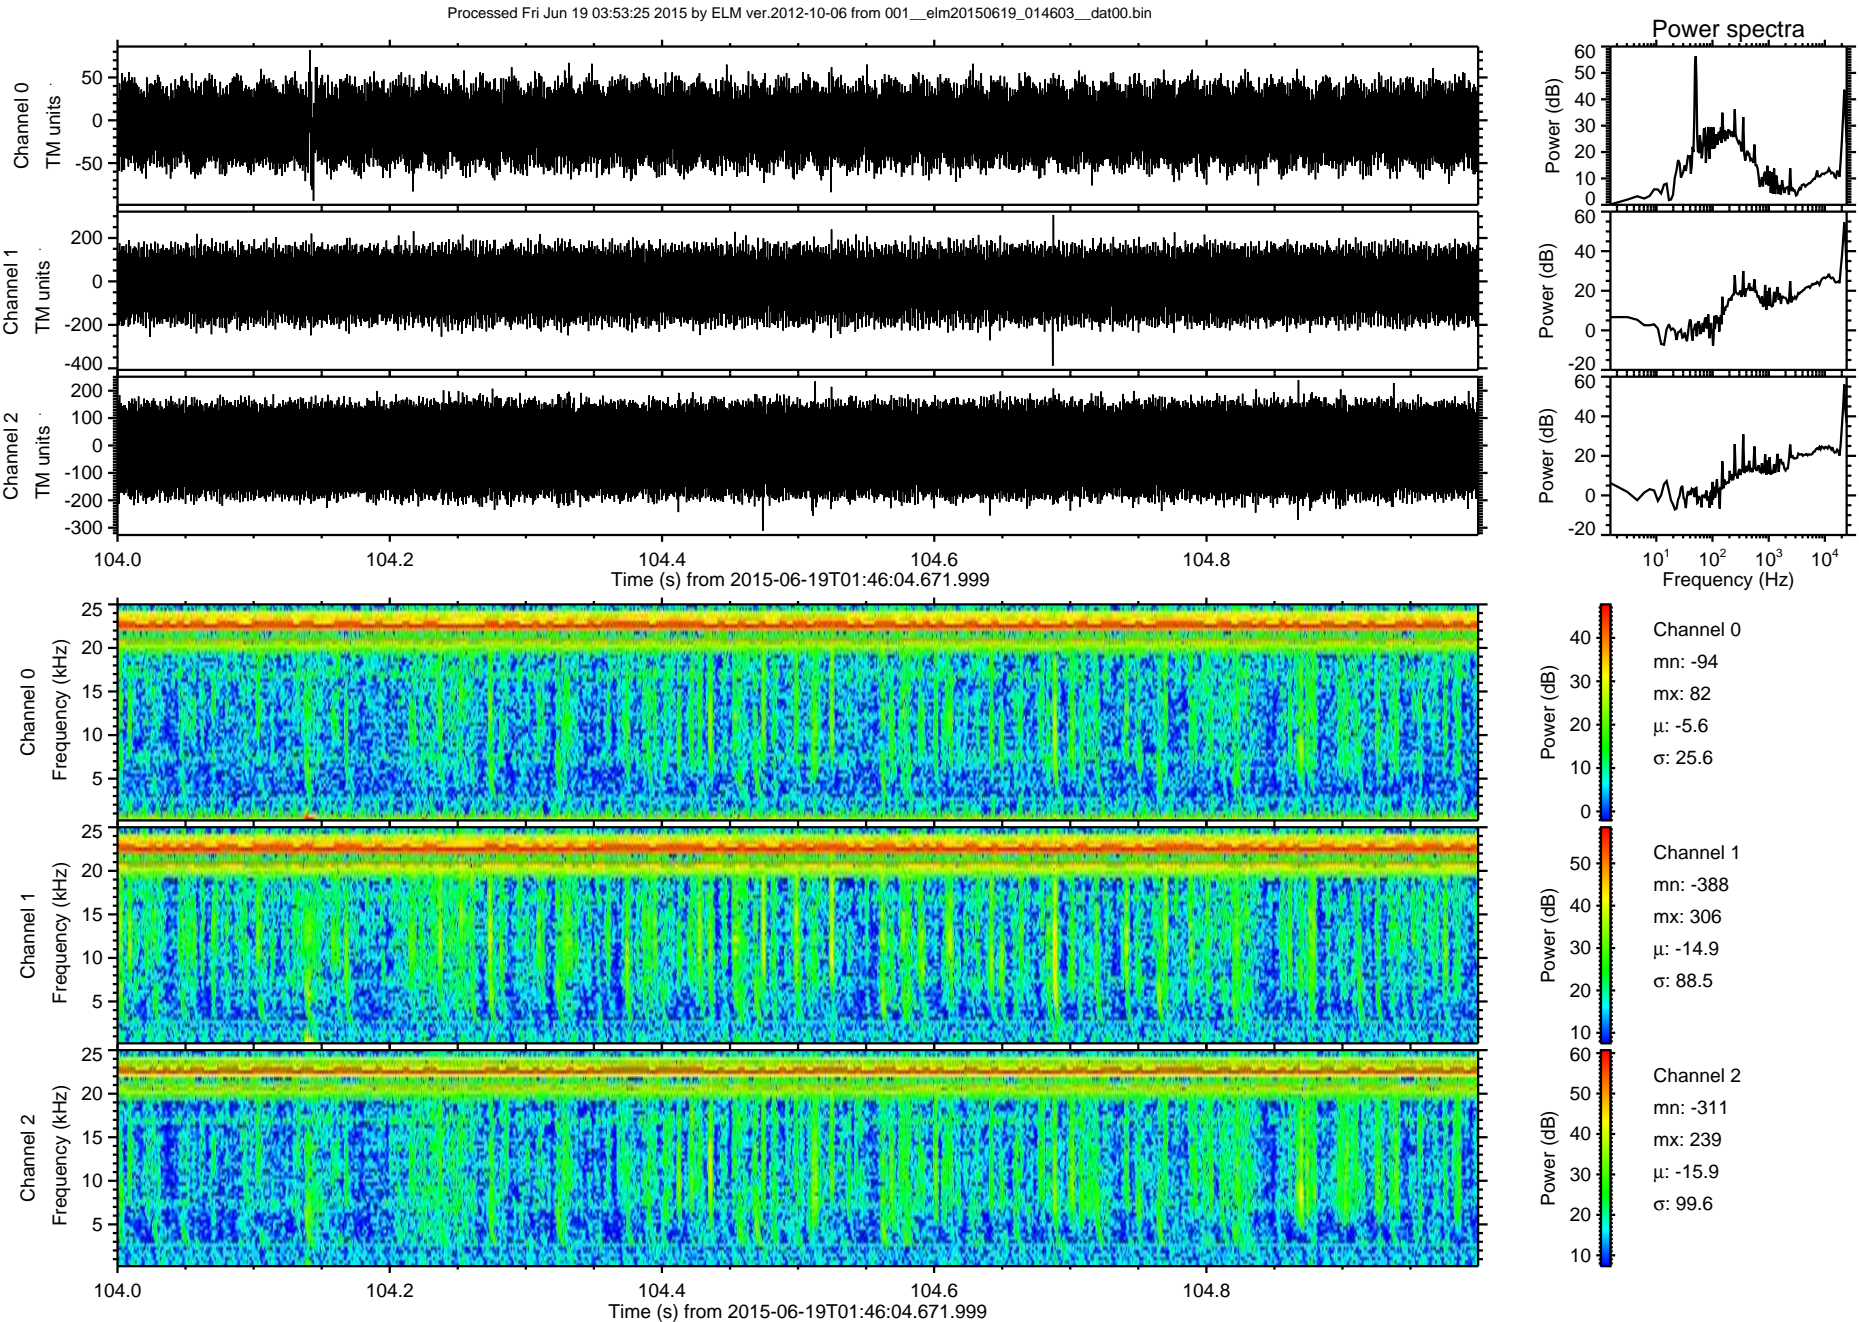 Processed Fri Jun 19 03:53:25 2015 by ELM ver.2012-10-06 from 001__elm20150619_014603__dat00.bin
Power spectra
Channel 0
TM units
50
0
-50
Power (dB)
60
50
40
30
20
10
0
Channel 1
TM units
200
0
-200
-400
Power (dB)
60
40
20
0
-20
Channel 2
TM units
200
100
0
-100
-200
-300
Power (dB)
60
40
20
0
-20
104.0 104.2 104.4 104.6 104.8
Time (s) from 2015-06-19T01:46:04.671.999
10^1 10^2 10^3 10^4
Frequency (Hz)
Channel 0
Frequency (kHz)
25
20
15
10
5
Power (dB)
40
30
20
10
0
Channel 0
mn: -94
mx: 82
μ: -5.6
σ: 25.6
Channel 1
Frequency (kHz)
25
20
15
10
5
Power (dB)
50
40
30
20
10
Channel 1
mn: -388
mx: 306
μ: -14.9
σ: 88.5
Channel 2
Frequency (kHz)
25
20
15
10
5
Power (dB)
60
50
40
30
20
10
Channel 2
mn: -311
mx: 239
μ: -15.9
σ: 99.6
104.0 104.2 104.4 104.6 104.8
Time (s) from 2015-06-19T01:46:04.671.999